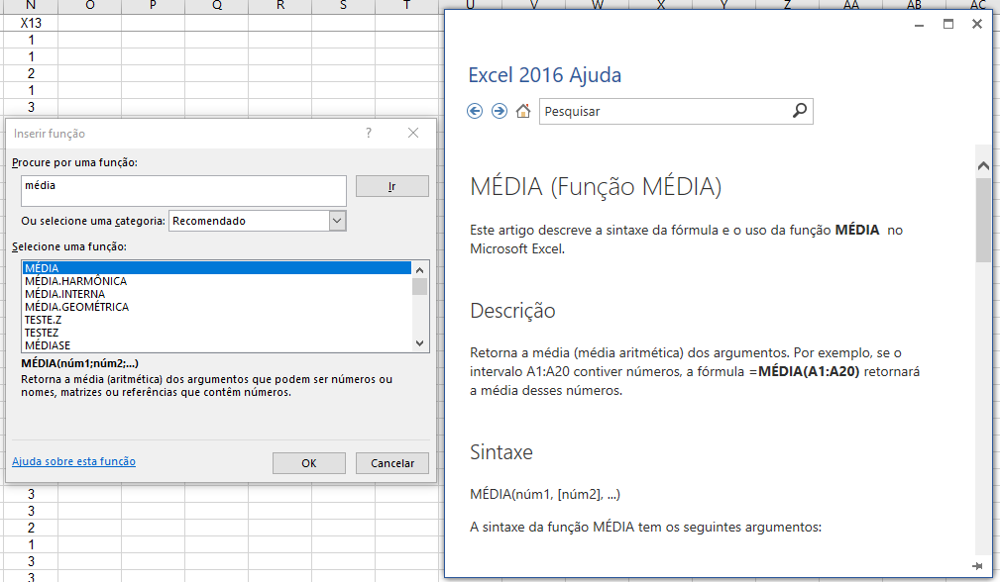 N O P Q R S T U V W X Y Z AA AB AC
X13
1
1
2
1
3
Inserir função ?
Procure por uma função:
média
Ir
Ou selecione uma categoria: Recomendado
Selecione uma função:
MÉDIA
MÉDIA.HARMÔNICA
MÉDIA.INTERNA
MÉDIA.GEOMÉTRICA
TESTE.Z
TESTEZ
MÉDIASE
MÉDIA(núm1;núm2;...)
Retorna a média (aritmética) dos argumentos que podem ser números ou
nomes, matrizes ou referências que contêm números.
Ajuda sobre esta função
OK Cancelar
3
3
2
1
3
3
Excel 2016 Ajuda
Pesquisar
MÉDIA (Função MÉDIA)
Este artigo descreve a sintaxe da fórmula e o uso da função MÉDIA no
Microsoft Excel.
Descrição
Retorna a média (média aritmética) dos argumentos. Por exemplo, se o
intervalo A1:A20 contiver números, a fórmula =MÉDIA(A1:A20) retornará
a média desses números.
Sintaxe
MÉDIA(núm1, [núm2], ...)
A sintaxe da função MÉDIA tem os seguintes argumentos: